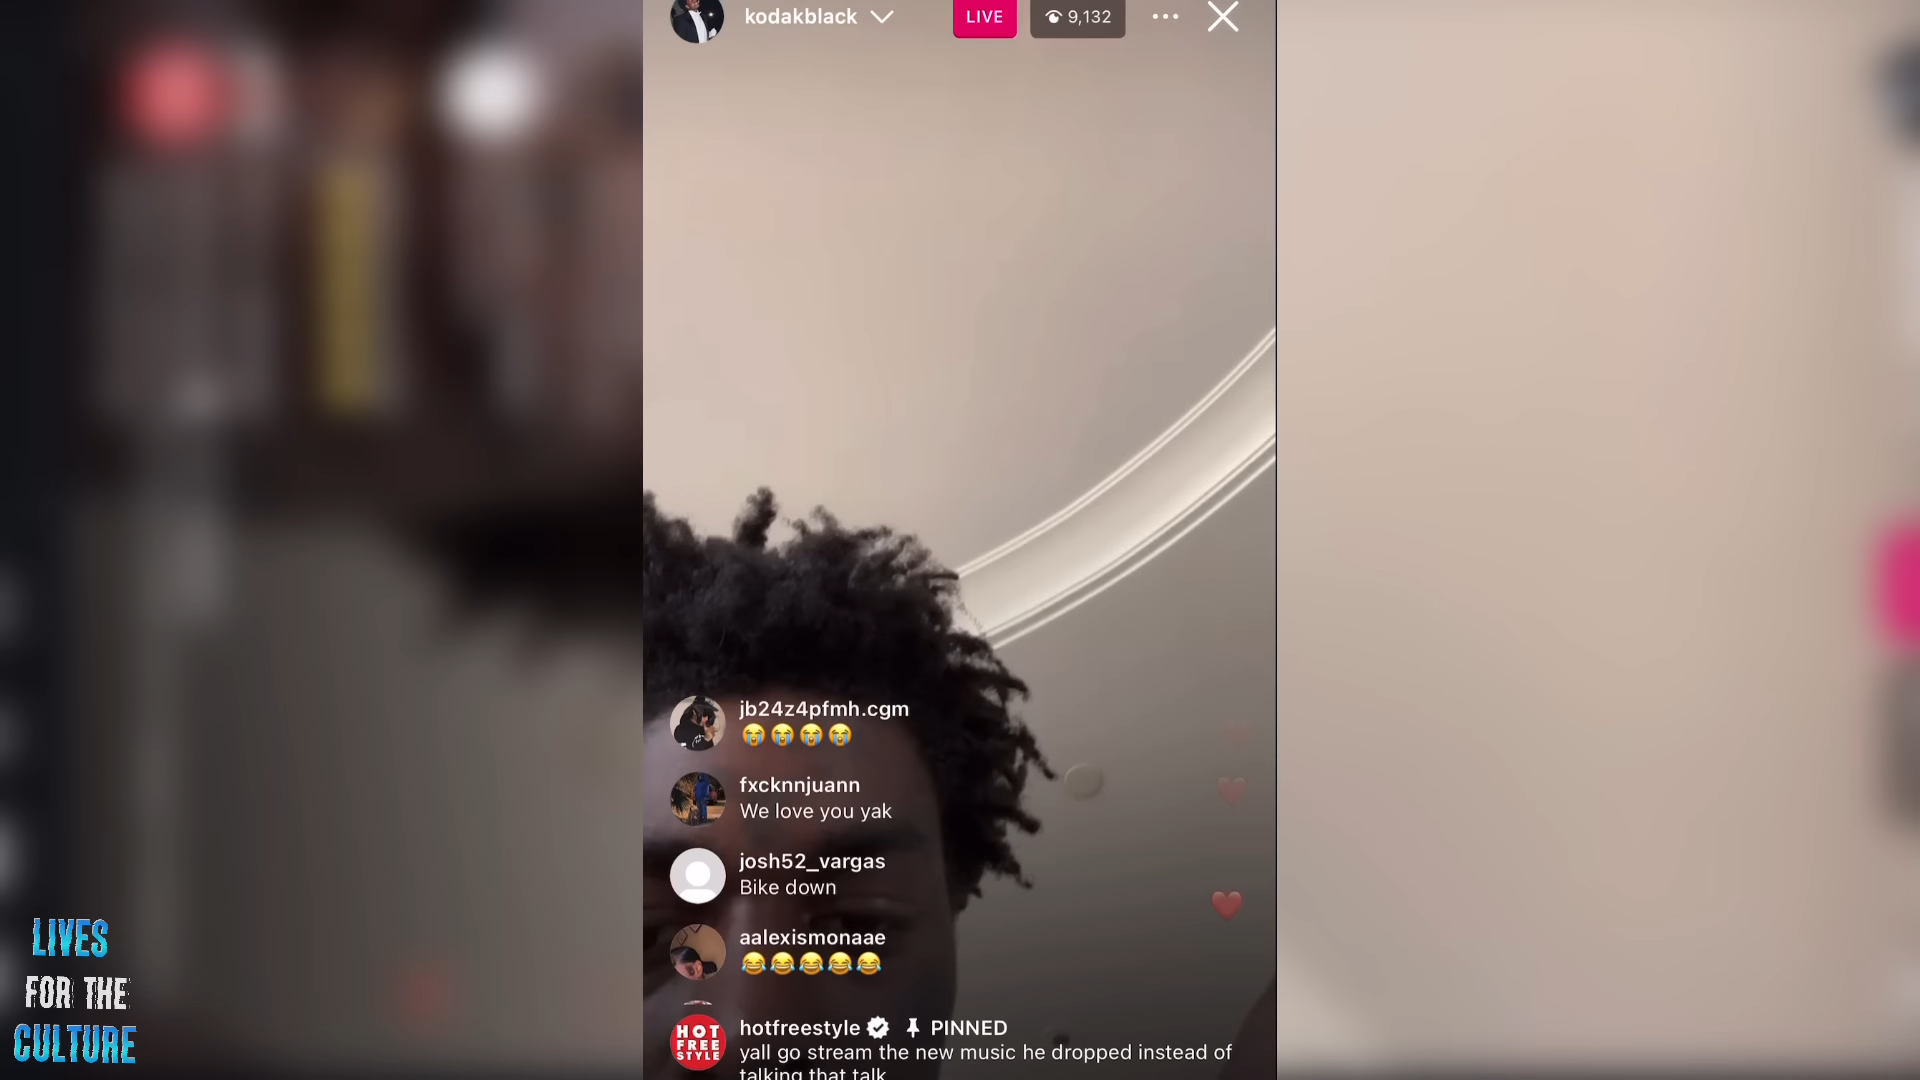 kodakblack
LIVE
9,132
jb24z4pfmh.cgm
😭😭😭😭
fxcknnjuann
We love you yak
josh52_vargas
Bike down
aalexismonaae
😂😂😂😂😂
hotfreestyle PINNED
yall go stream the new music he dropped instead of
talking that talk
HOT
FREE
STYLE
LIVES
FOR THE
CULTURE